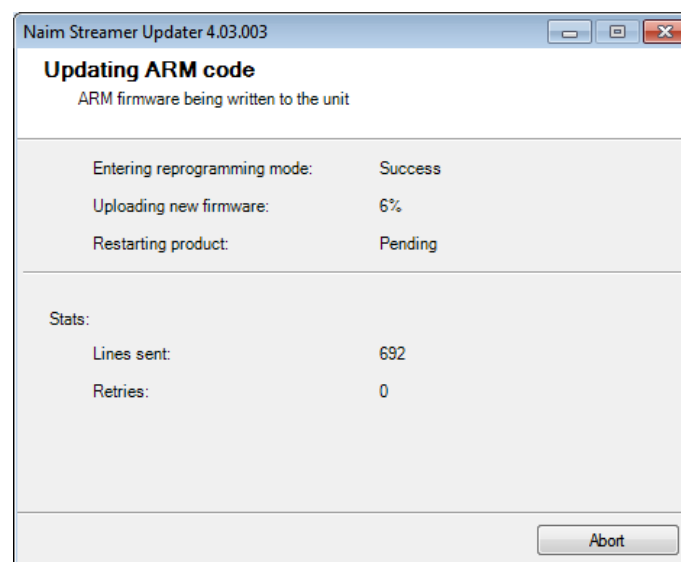 Naim Streamer Updater 4.03.003
Updating ARM code
ARM firmware being written to the unit
Entering reprogramming mode: Success
Uploading new firmware: 6%
Restarting product: Pending
Stats:
Lines sent: 692
Retries: 0
Abort